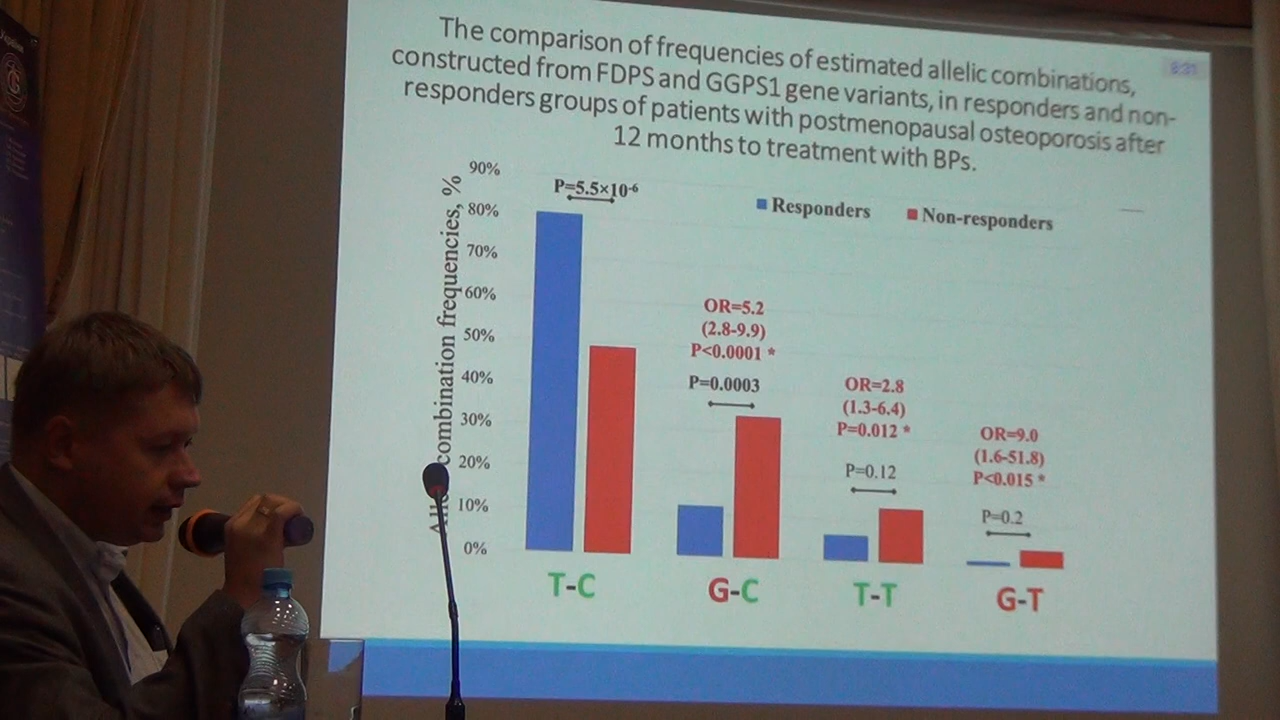 України
The comparison of frequencies of estimated allelic combinations,
constructed from FDPS and GGPS1 gene variants, in responders and non-
responders groups of patients with postmenopausal osteoporosis after
12 months to treatment with BPs.
8:31
combination frequencies, %
90%
80%
70%
60%
50%
40%
30%
20%
10%
0%
Responders
Non-responders
P=5.5×10-6
OR=5.2
(2.8-9.9)
P<0.0001 *
P=0.0003
OR=2.8
(1.3-6.4)
P=0.012 *
P=0.12
OR=9.0
(1.6-51.8)
P<0.015 *
P=0.2
T-C
G-C
T-T
G-T